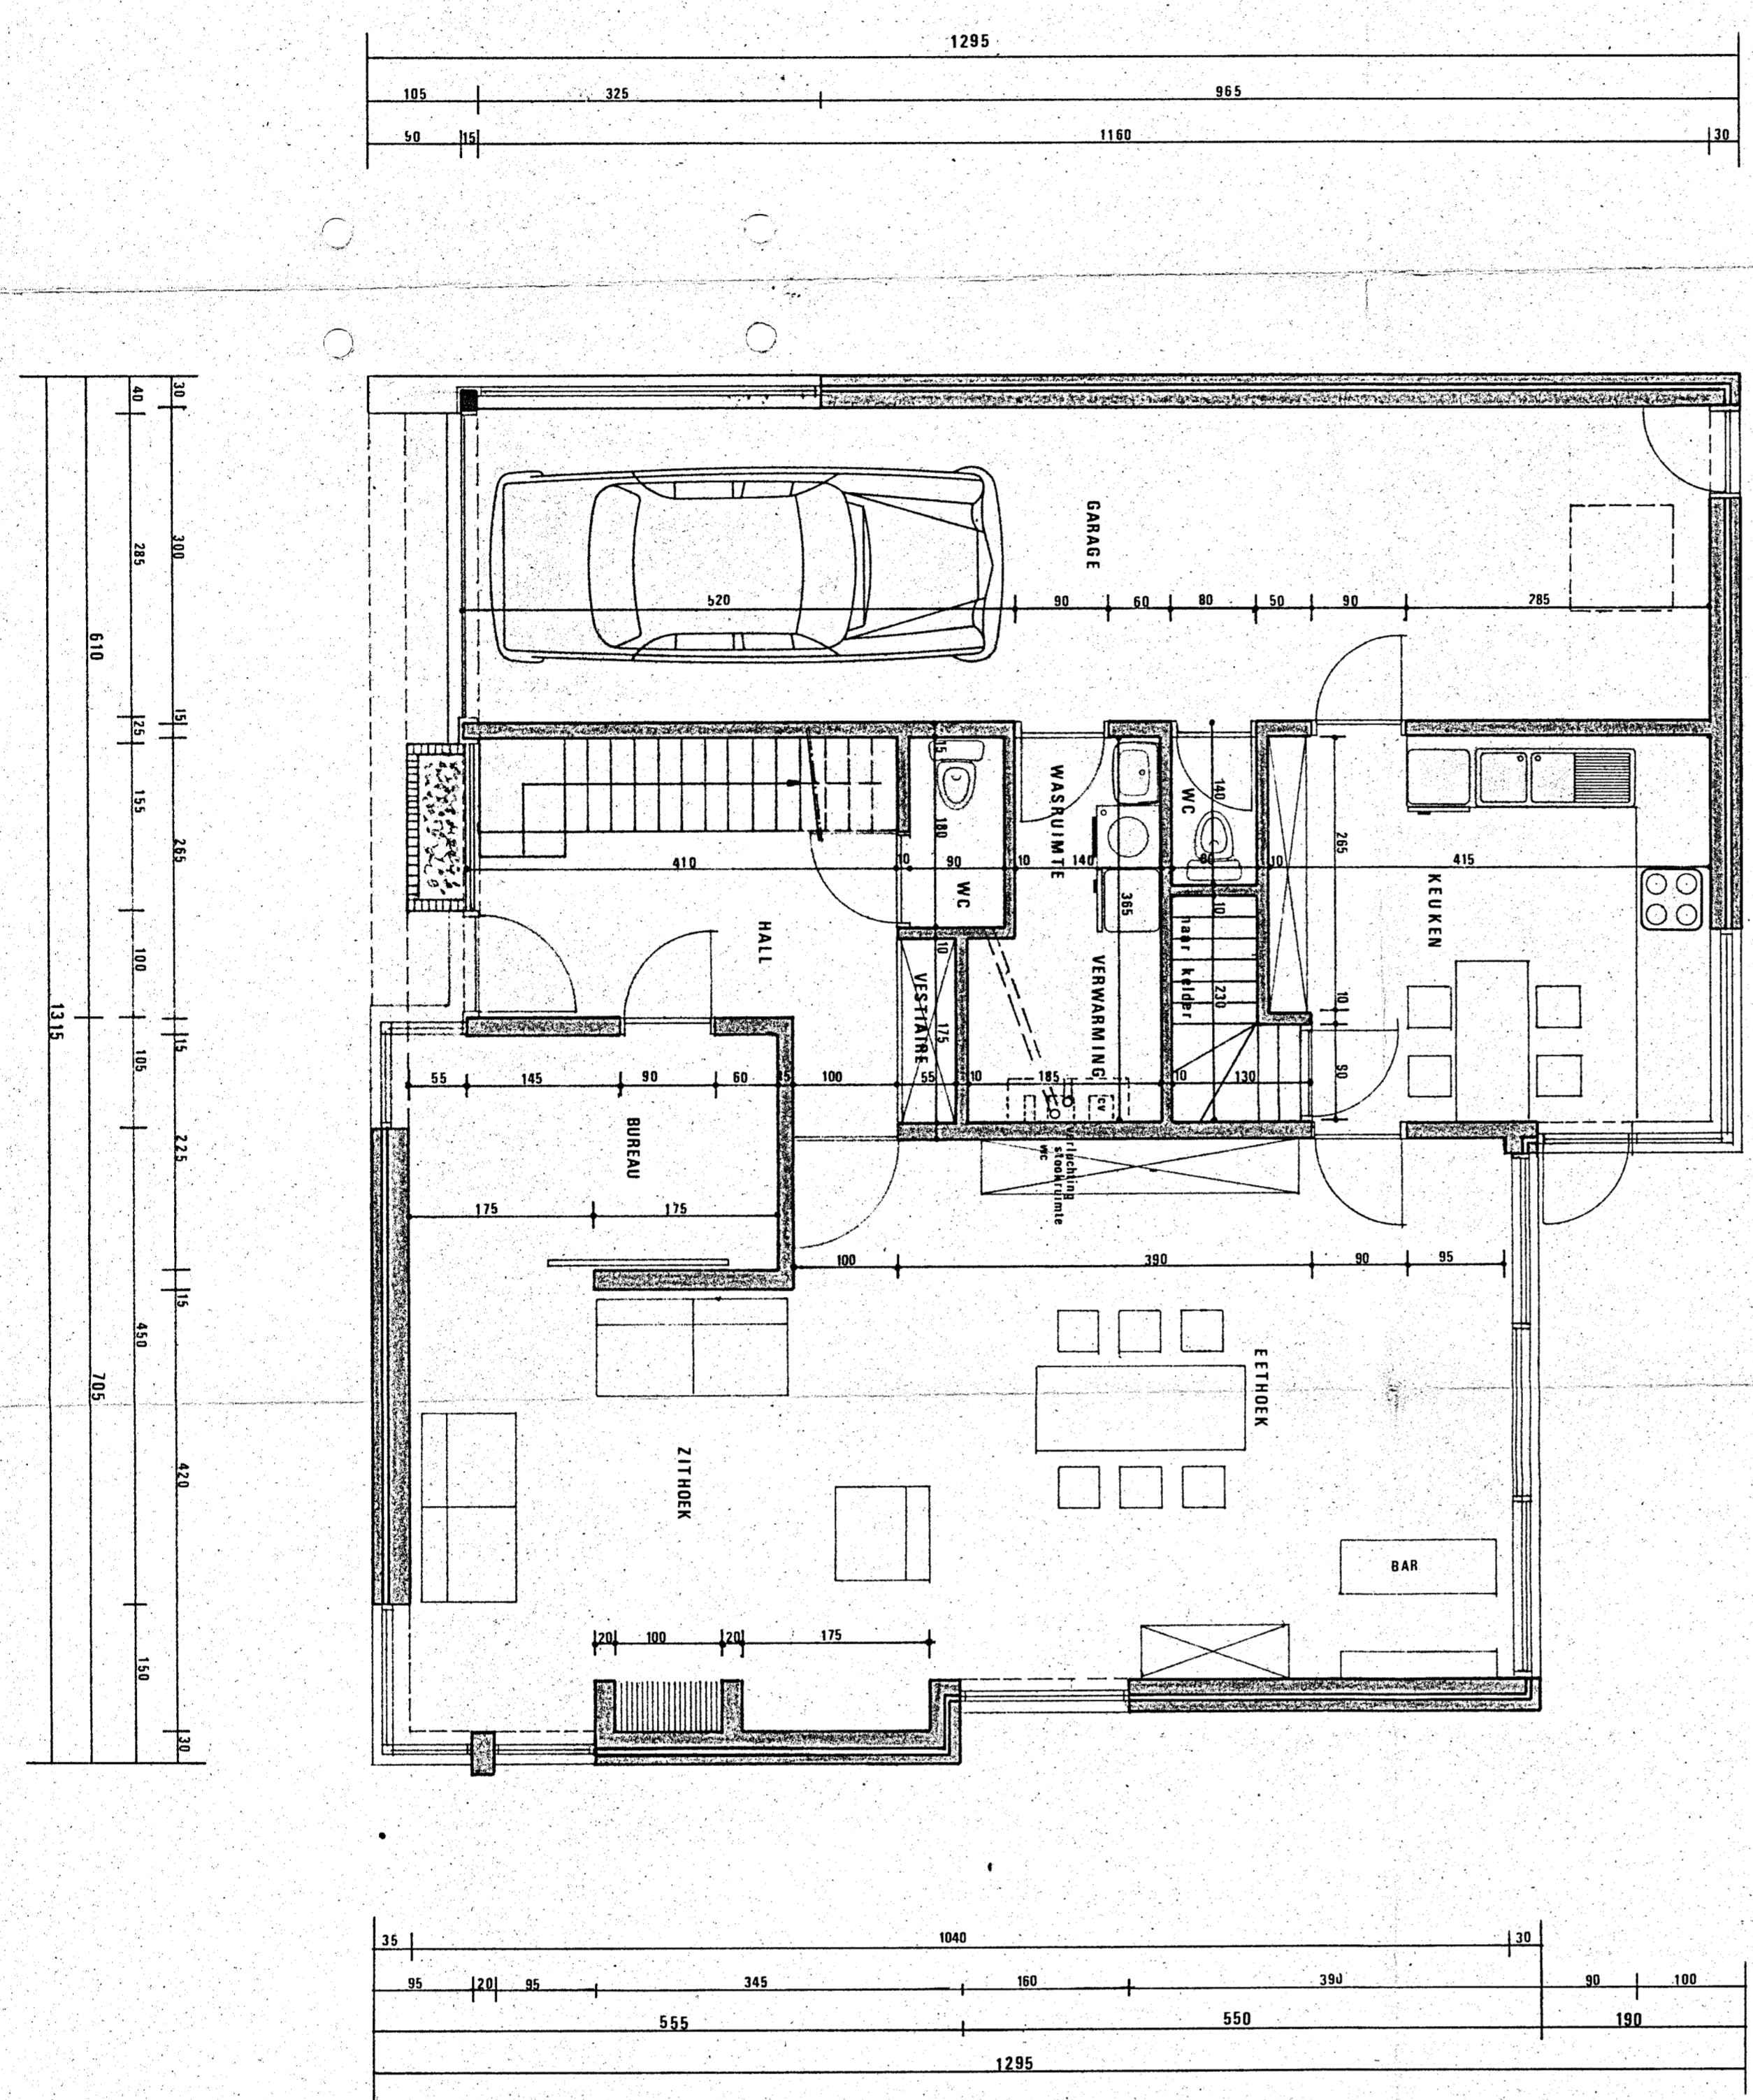 1295
105 325 965
90 15 1160 30
30 300 15 265 15 225 15 420 30
40 285 25 155 100 105 450 150
610 705
1315
GARAGE
520 90 60 80 50 90 285
15
WASRUIMTE
WC
140
180
265
410 10 90 10 140 80 10 415
WC
365
KEUKEN
HALL
10
10
naar kelder
VESTIAIRE
175
VERWARMING
230
10
90
55 145 90 60 15 100 55 10 185 10 130
CV
BUREAU
verluchting
stookruimte
WC
175 175
100 390 90 95
EETHOEK
ZITHOEK
BAR
20 100 20 175
35 1040 30
95 20 95 345 160 390 90 100
555 550 190
1295